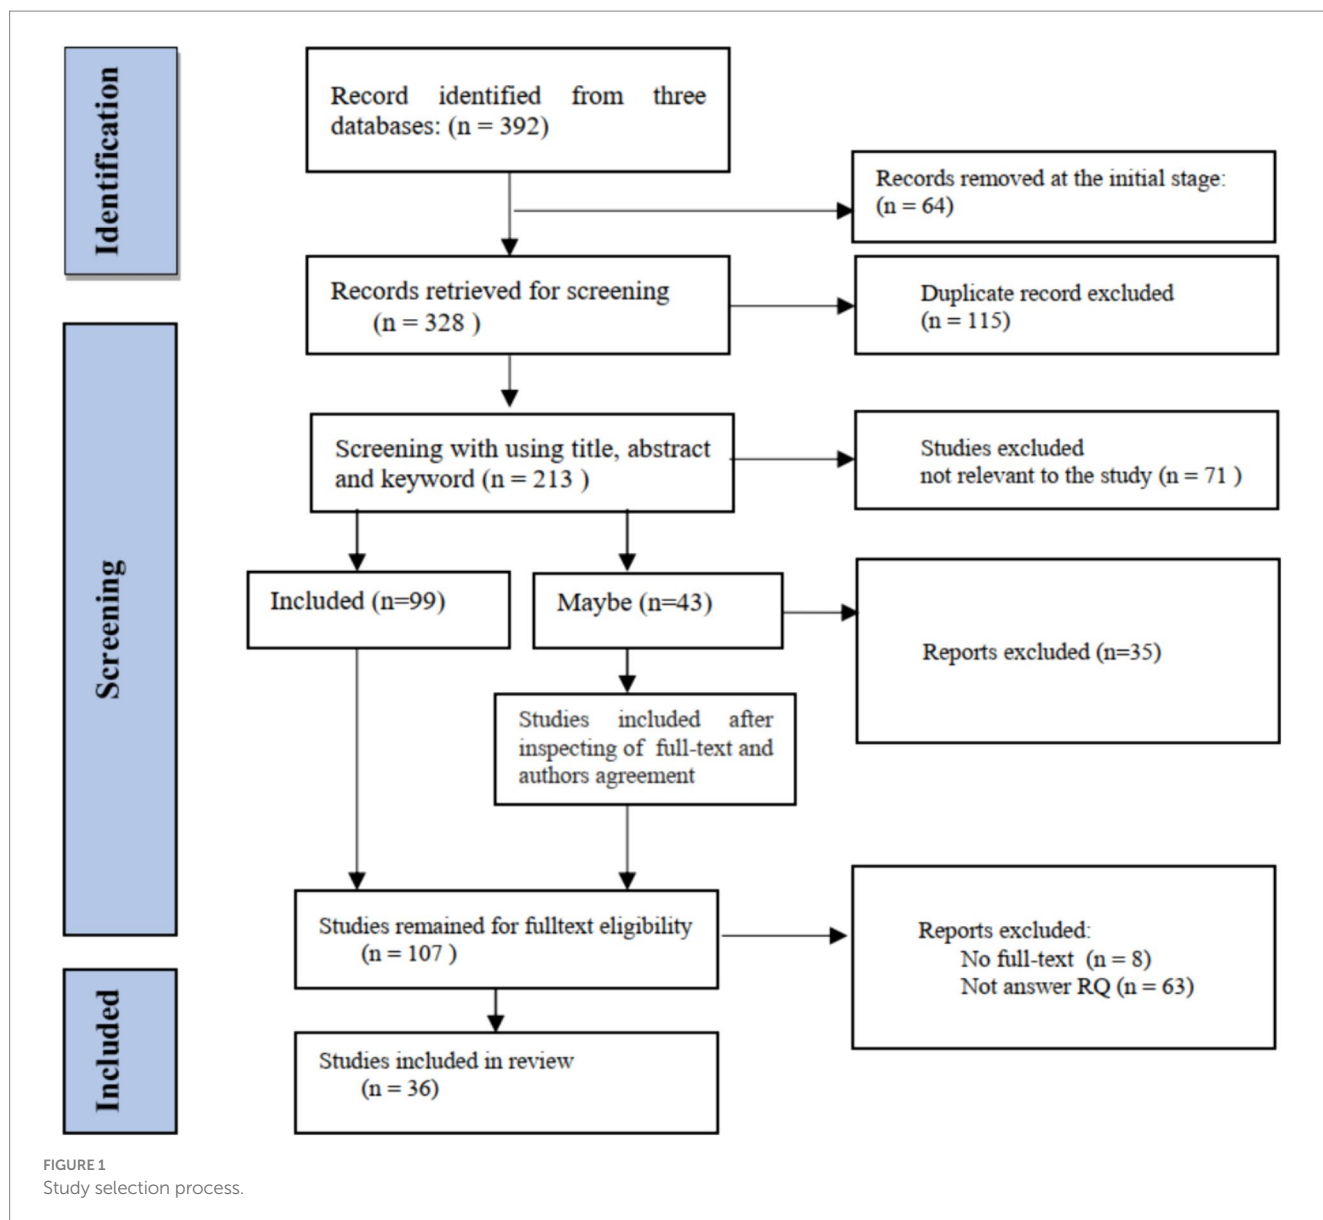 Identification
Record identified from three
databases: (n = 392)
Records removed at the initial stage:
(n = 64)
Records retrieved for screening
(n = 328 )
Duplicate record excluded
(n = 115)
Screening
Screening with using title, abstract
and keyword (n = 213 )
Studies excluded
not relevant to the study (n = 71 )
Included (n=99)
Maybe (n=43)
Reports excluded (n=35)
Studies included after
inspecting of full-text and
authors agreement
Studies remained for fulltext eligibility
(n = 107 )
Reports excluded:
No full-text (n = 8)
Not answer RQ (n = 63)
Included
Studies included in review
(n = 36)
FIGURE 1
Study selection process.